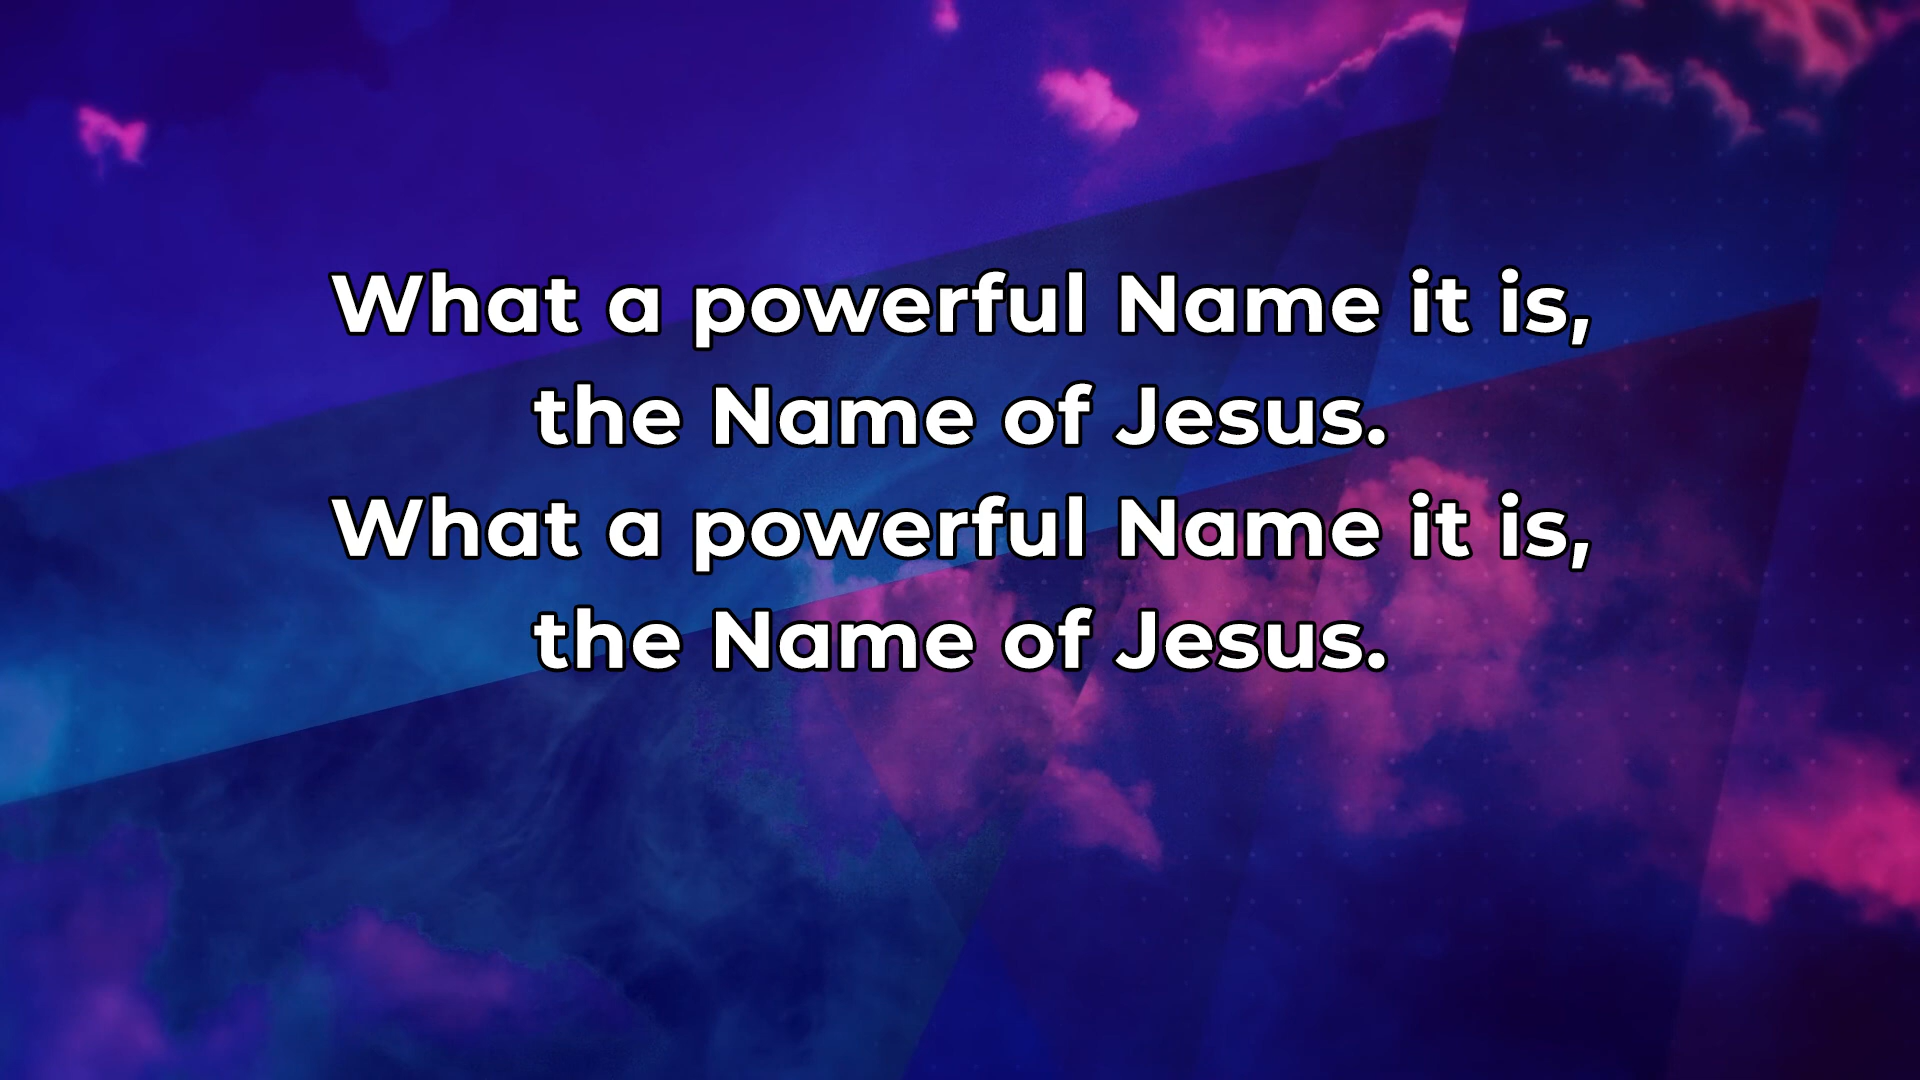 What a powerful Name it is,
the Name of Jesus.
What a powerful Name it is,
the Name of Jesus.